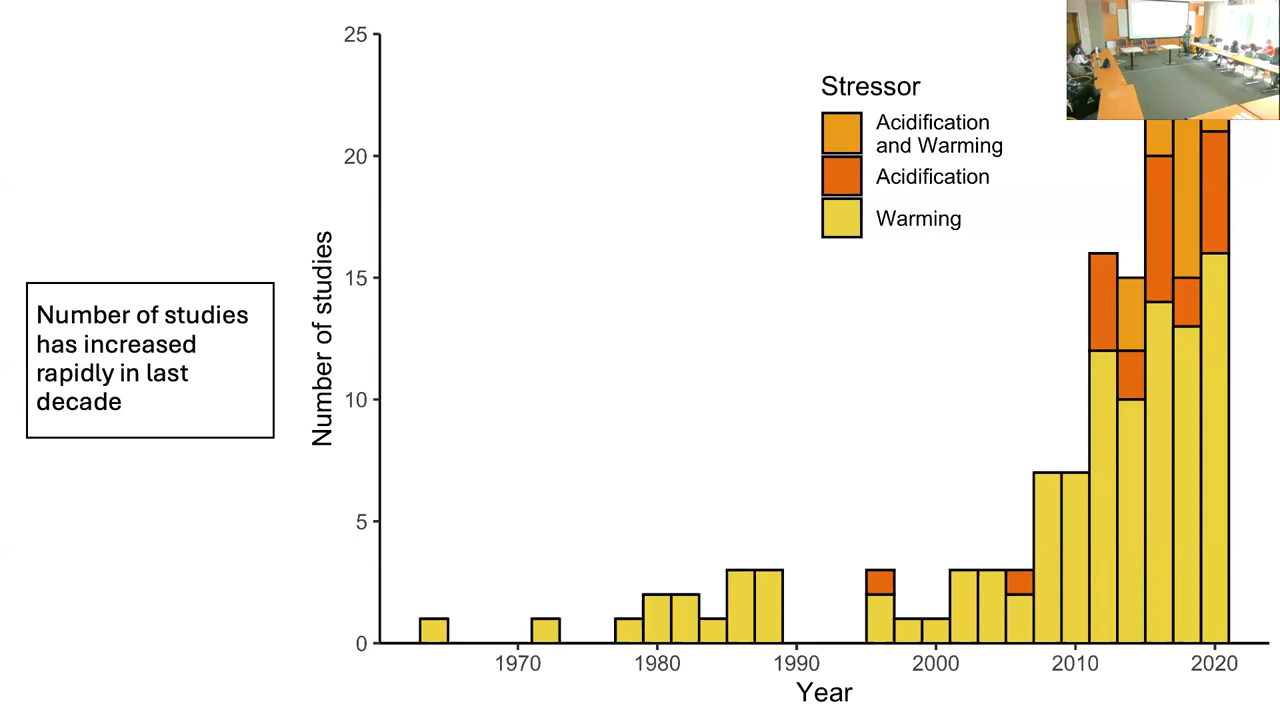 Number of studies
has increased
rapidly in last
decade
Number of studies
25
20
15
10
5
0
Stressor
Acidification
and Warming
Acidification
Warming
1970
1980
1990
2000
2010
2020
Year